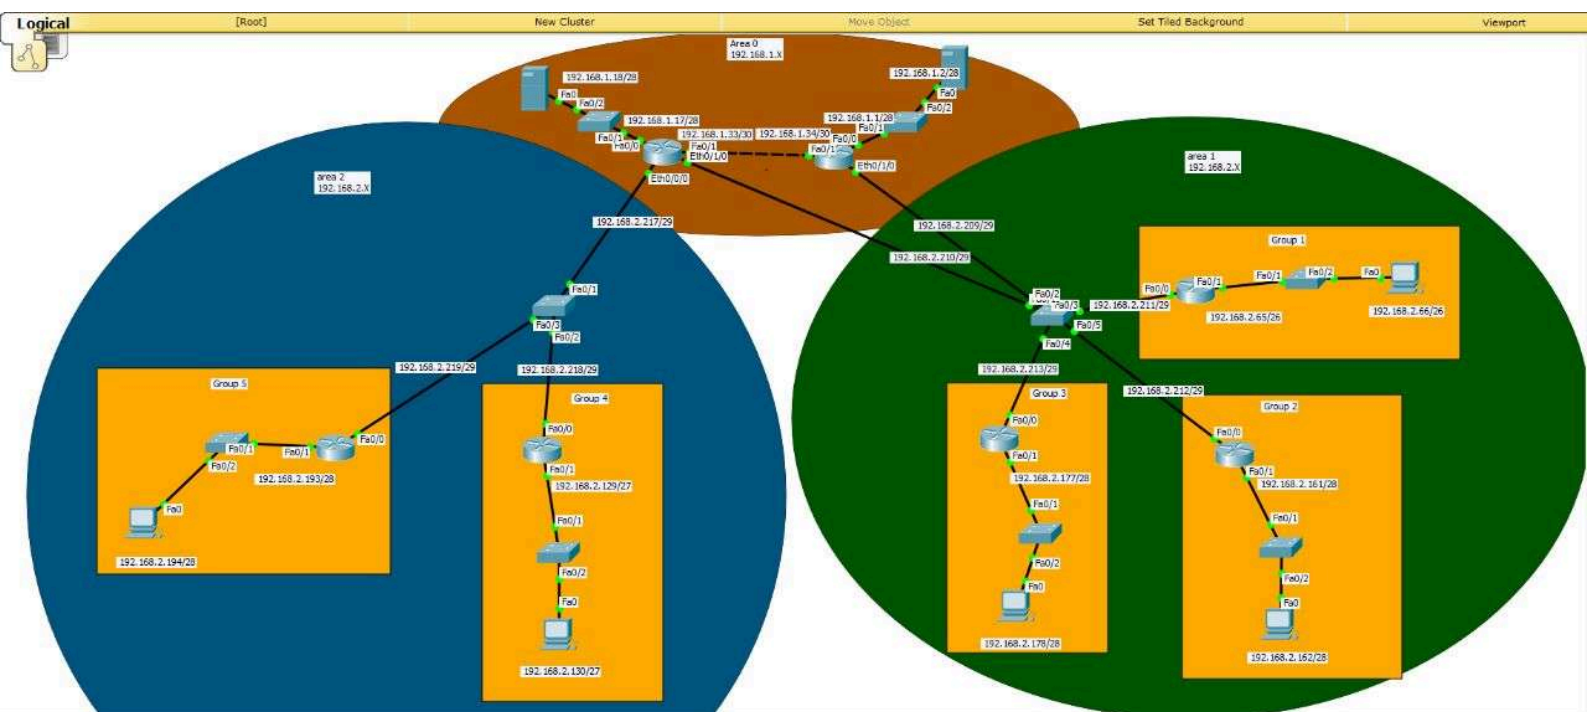 Logical
[Root]
New Cluster
Move Object
Set Tiled Background
Viewport
Area 0
192.168.1.X
192.168.1.18/28
Fa0
Fa0/2
192.168.1.17/28
Fa0/1
Fa0/0
192.168.1.33/30
Fa0/1
Eth0/1/0
Eth0/0/0
192.168.1.2/28
Fa0
Fa0/2
192.168.1.1/28
Fa0/1
192.168.1.34/30
Fa0/0
Fa0/1
Eth0/1/0
area 2
192.168.2.X
192.168.2.217/29
Fa0/1
Fa0/3
Fa0/2
192.168.2.219/29
192.168.2.218/29
Group 5
Fa0/0
Fa0/1
Fa0/1
Fa0/2
192.168.2.193/28
Fa0
192.168.2.194/28
Group 4
Fa0/0
Fa0/1
192.168.2.129/27
Fa0/1
Fa0/2
Fa0
192.168.2.130/27
area 1
192.168.2.X
192.168.2.209/29
192.168.2.210/29
Fa0/2
Fa0/3
Fa0/5
Fa0/4
192.168.2.211/29
Group 1
Fa0/0
Fa0/1
Fa0/1
Fa0/2
Fa0
192.168.2.65/26
192.168.2.66/26
192.168.2.213/29
192.168.2.212/29
Group 3
Fa0/0
Fa0/1
192.168.2.177/28
Fa0/1
Fa0/2
Fa0
192.168.2.178/28
Group 2
Fa0/0
Fa0/1
192.168.2.161/28
Fa0/1
Fa0/2
Fa0
192.168.2.162/28